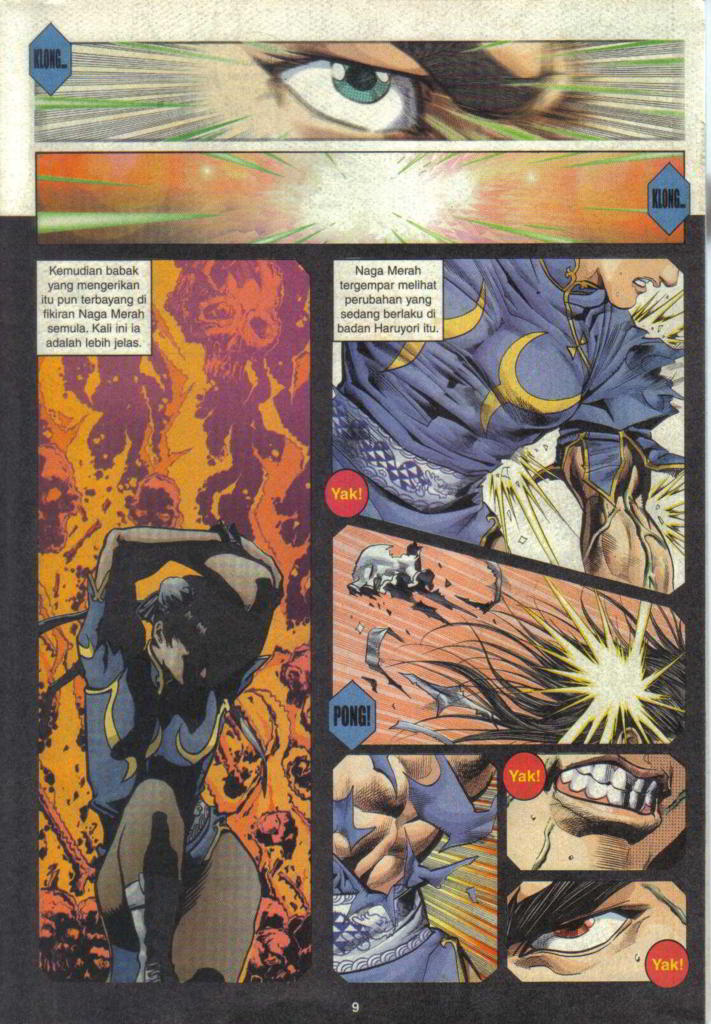 KLONG...
KLONG...
Kemudian babak
yang mengerikan
itu pun terbayang di
fikiran Naga Merah
semula. Kali ini ia
adalah lebih jelas.
Naga Merah
tergempar melihat
perubahan yang
sedang berlaku di
badan Haruyori itu.
Yak!
PONG!
Yak!
Yak!
9